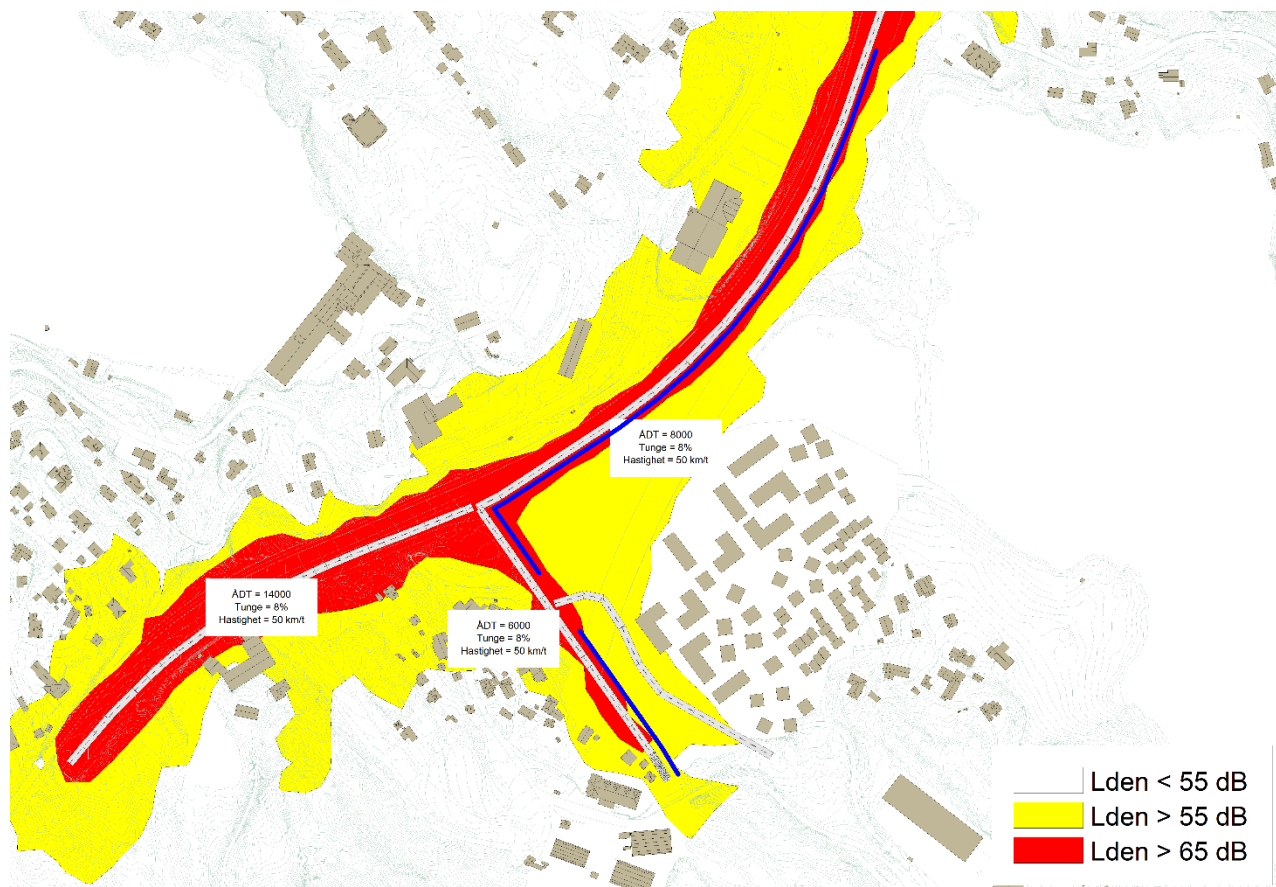 ÅDT = 8000
Tunge = 8%
Hastighet = 50 km/t
ÅDT = 14000
Tunge = 8%
Hastighet = 50 km/t
ÅDT = 6000
Tunge = 8%
Hastighet = 50 km/t
Lden < 55 dB
Lden > 55 dB
Lden > 65 dB